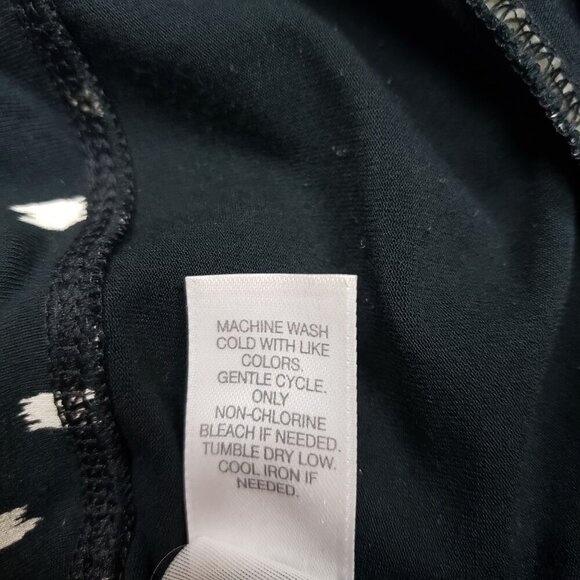 MACHINE WASH
COLD WITH LIKE
COLORS.
GENTLE CYCLE.
ONLY
NON-CHLORINE
BLEACH IF NEEDED.
TUMBLE DRY LOW.
COOL IRON IF
NEEDED.